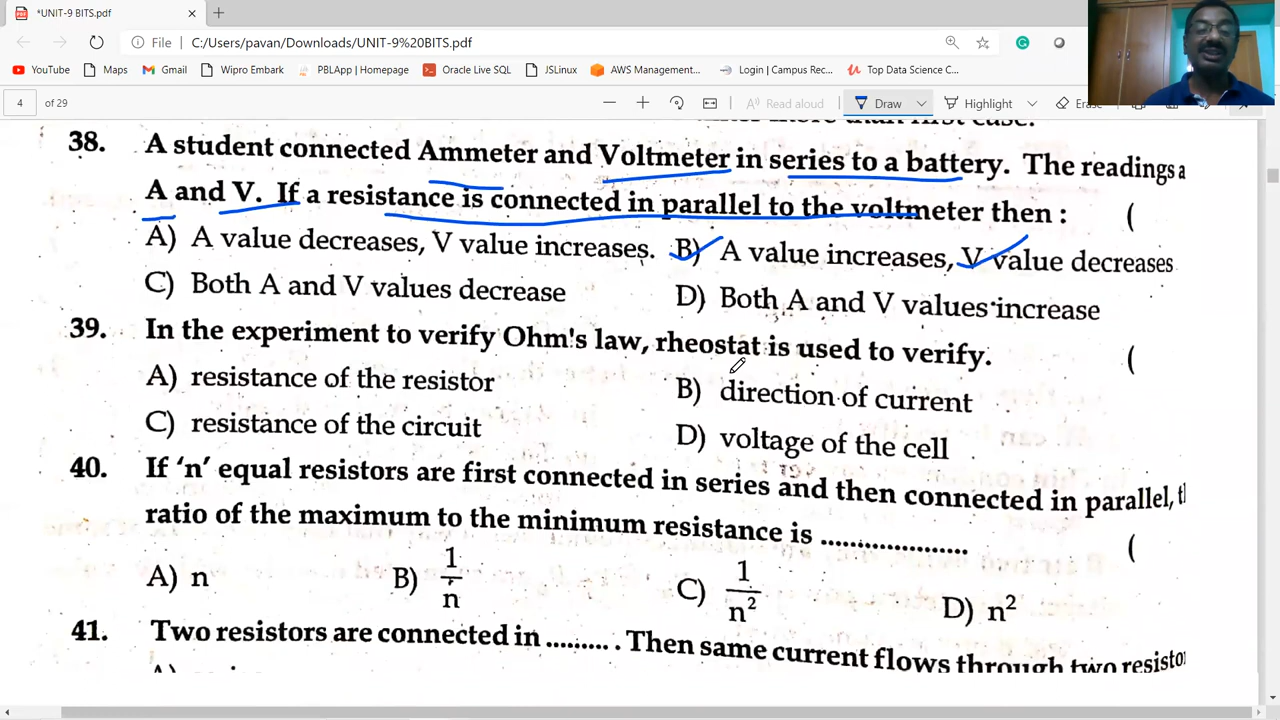 *UNIT-9 BITS.pdf
File C:/Users/pavan/Downloads/UNIT-9%20BITS.pdf
YouTube Maps Gmail Wipro Embark PBLApp | Homepage Oracle Live SQL JSLinux AWS Management... Login | Campus Rec... Top Data Science C...
4 of 29 Read aloud Draw Highlight Erase
than first case.
38. A student connected Ammeter and Voltmeter in series to a battery. The readings a
A and V. If a resistance is connected in parallel to the voltmeter then : (
A) A value decreases, V value increases. B) A value increases, V value decreases
C) Both A and V values decrease D) Both A and V values increase
39. In the experiment to verify Ohm's law, rheostat is used to verify. (
A) resistance of the resistor B) direction of current
C) resistance of the circuit D) voltage of the cell
40. If 'n' equal resistors are first connected in series and then connected in parallel, t
ratio of the maximum to the minimum resistance is .................... (
A) n B) 1/n C) 1/n² D) n²
41. Two resistors are connected in ......... . Then same current flows through two resisto